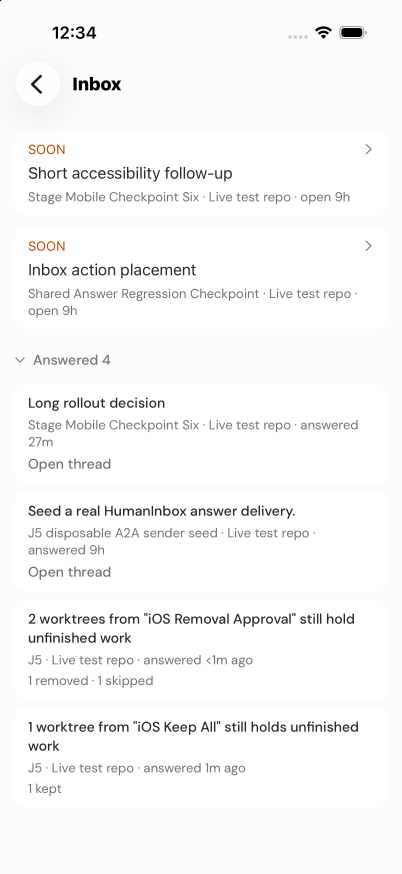 12:34
Inbox
SOON
Short accessibility follow-up
Stage Mobile Checkpoint Six · Live test repo · open 9h
SOON
Inbox action placement
Shared Answer Regression Checkpoint · Live test repo ·
open 9h
Answered 4
Long rollout decision
Stage Mobile Checkpoint Six · Live test repo · answered
27m
Open thread
Seed a real HumanInbox answer delivery.
J5 disposable A2A sender seed · Live test repo ·
answered 9h
Open thread
2 worktrees from "iOS Removal Approval" still hold
unfinished work
J5 · Live test repo · answered <1m ago
1 removed · 1 skipped
1 worktree from "iOS Keep All" still holds unfinished
work
J5 · Live test repo · answered 1m ago
1 kept